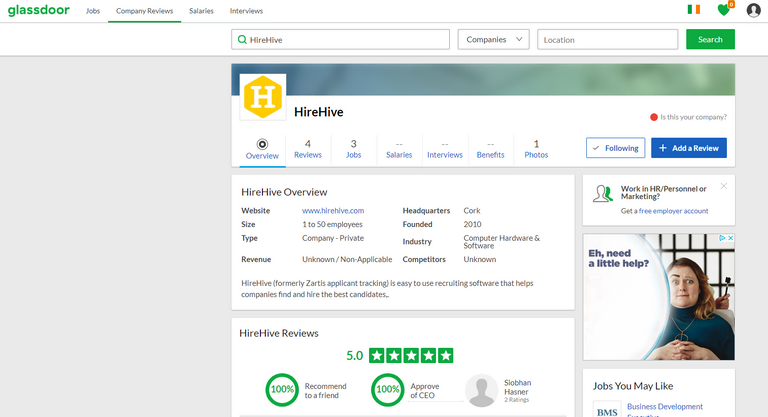 glassdoor Jobs Company Reviews Salaries Interviews 0
HireHive Companies Location Search
H
HireHive
Is this your company?
Overview
4 Reviews
3 Jobs
-- Salaries
-- Interviews
-- Benefits
1 Photos
Following
+ Add a Review
HireHive Overview
Website www.hirehive.com Headquarters Cork
Size 1 to 50 employees Founded 2010
Type Company - Private Industry Computer Hardware &
Software
Revenue Unknown / Non-Applicable Competitors Unknown
HireHive (formerly Zartis applicant tracking) is easy to use recruiting software that helps
companies find and hire the best candidates,.
HireHive Reviews
5.0
100% Recommend
to a friend
100% Approve
of CEO
Siobhan
Hasner
2 Ratings
Work in HR/Personnel or
Marketing?
Get a free employer account
Eh, need
a little help?
Jobs You May Like
BMS
Business Development
Executive